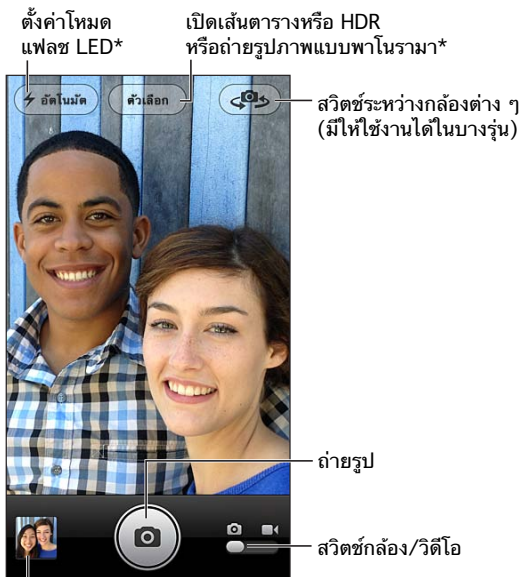 ตั้งค่าโหมด
แฟลช LED*
เปิดเส้นตารางหรือ HDR
หรือถ่ายรูปภาพแบบพาโนรามา*
อัตโนมัติ
ตัวเลือก
สวิตช์ระหว่างกล้องต่าง ๆ
(มีให้ใช้งานได้ในบางรุ่น)
ถ่ายรูป
สวิตช์กล้อง/วิดีโอ